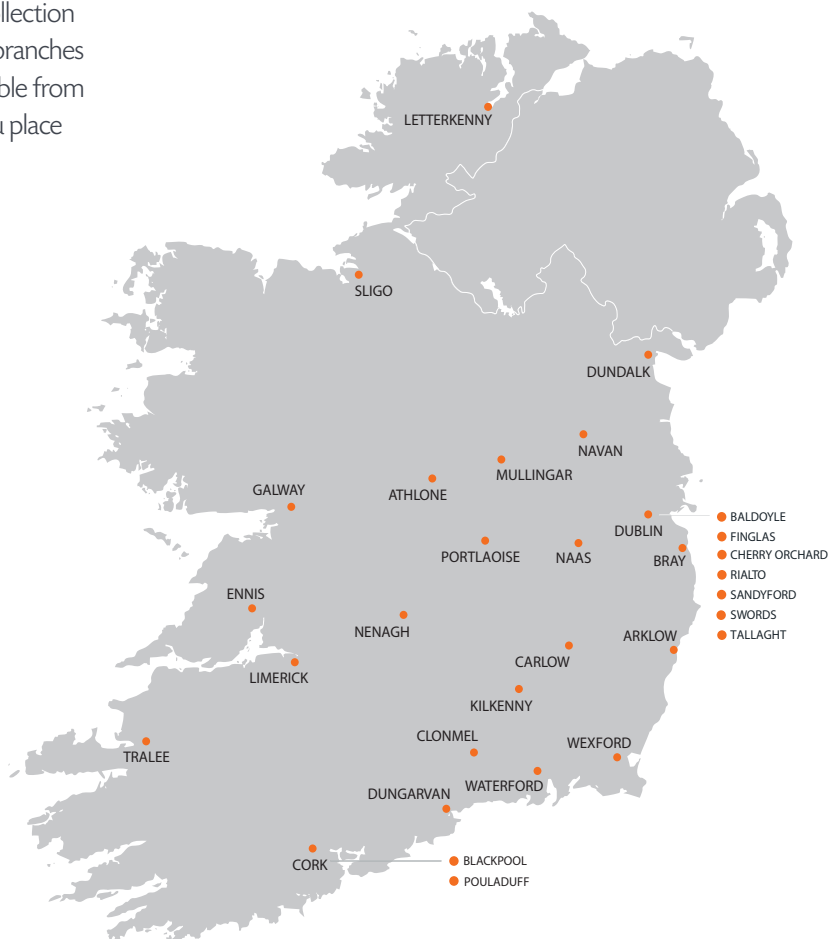 llection
oranches
ble from
u place
LETTERKENNY
SLIGO
DUNDALK
NAVAN
MULLINGAR
ATHLONE
GALWAY
DUBLIN
BALDOYLE
FINGLAS
CHERRY ORCHARD
RIALTO
SANDYFORD
SWORDS
TALLAGHT
BRAY
NAAS
PORTLAOISE
ENNIS
NENAGH
ARKLOW
CARLOW
LIMERICK
KILKENNY
CLONMEL
WEXFORD
TRALEE
WATERFORD
DUNGARVAN
CORK
BLACKPOOL
POULADUFF